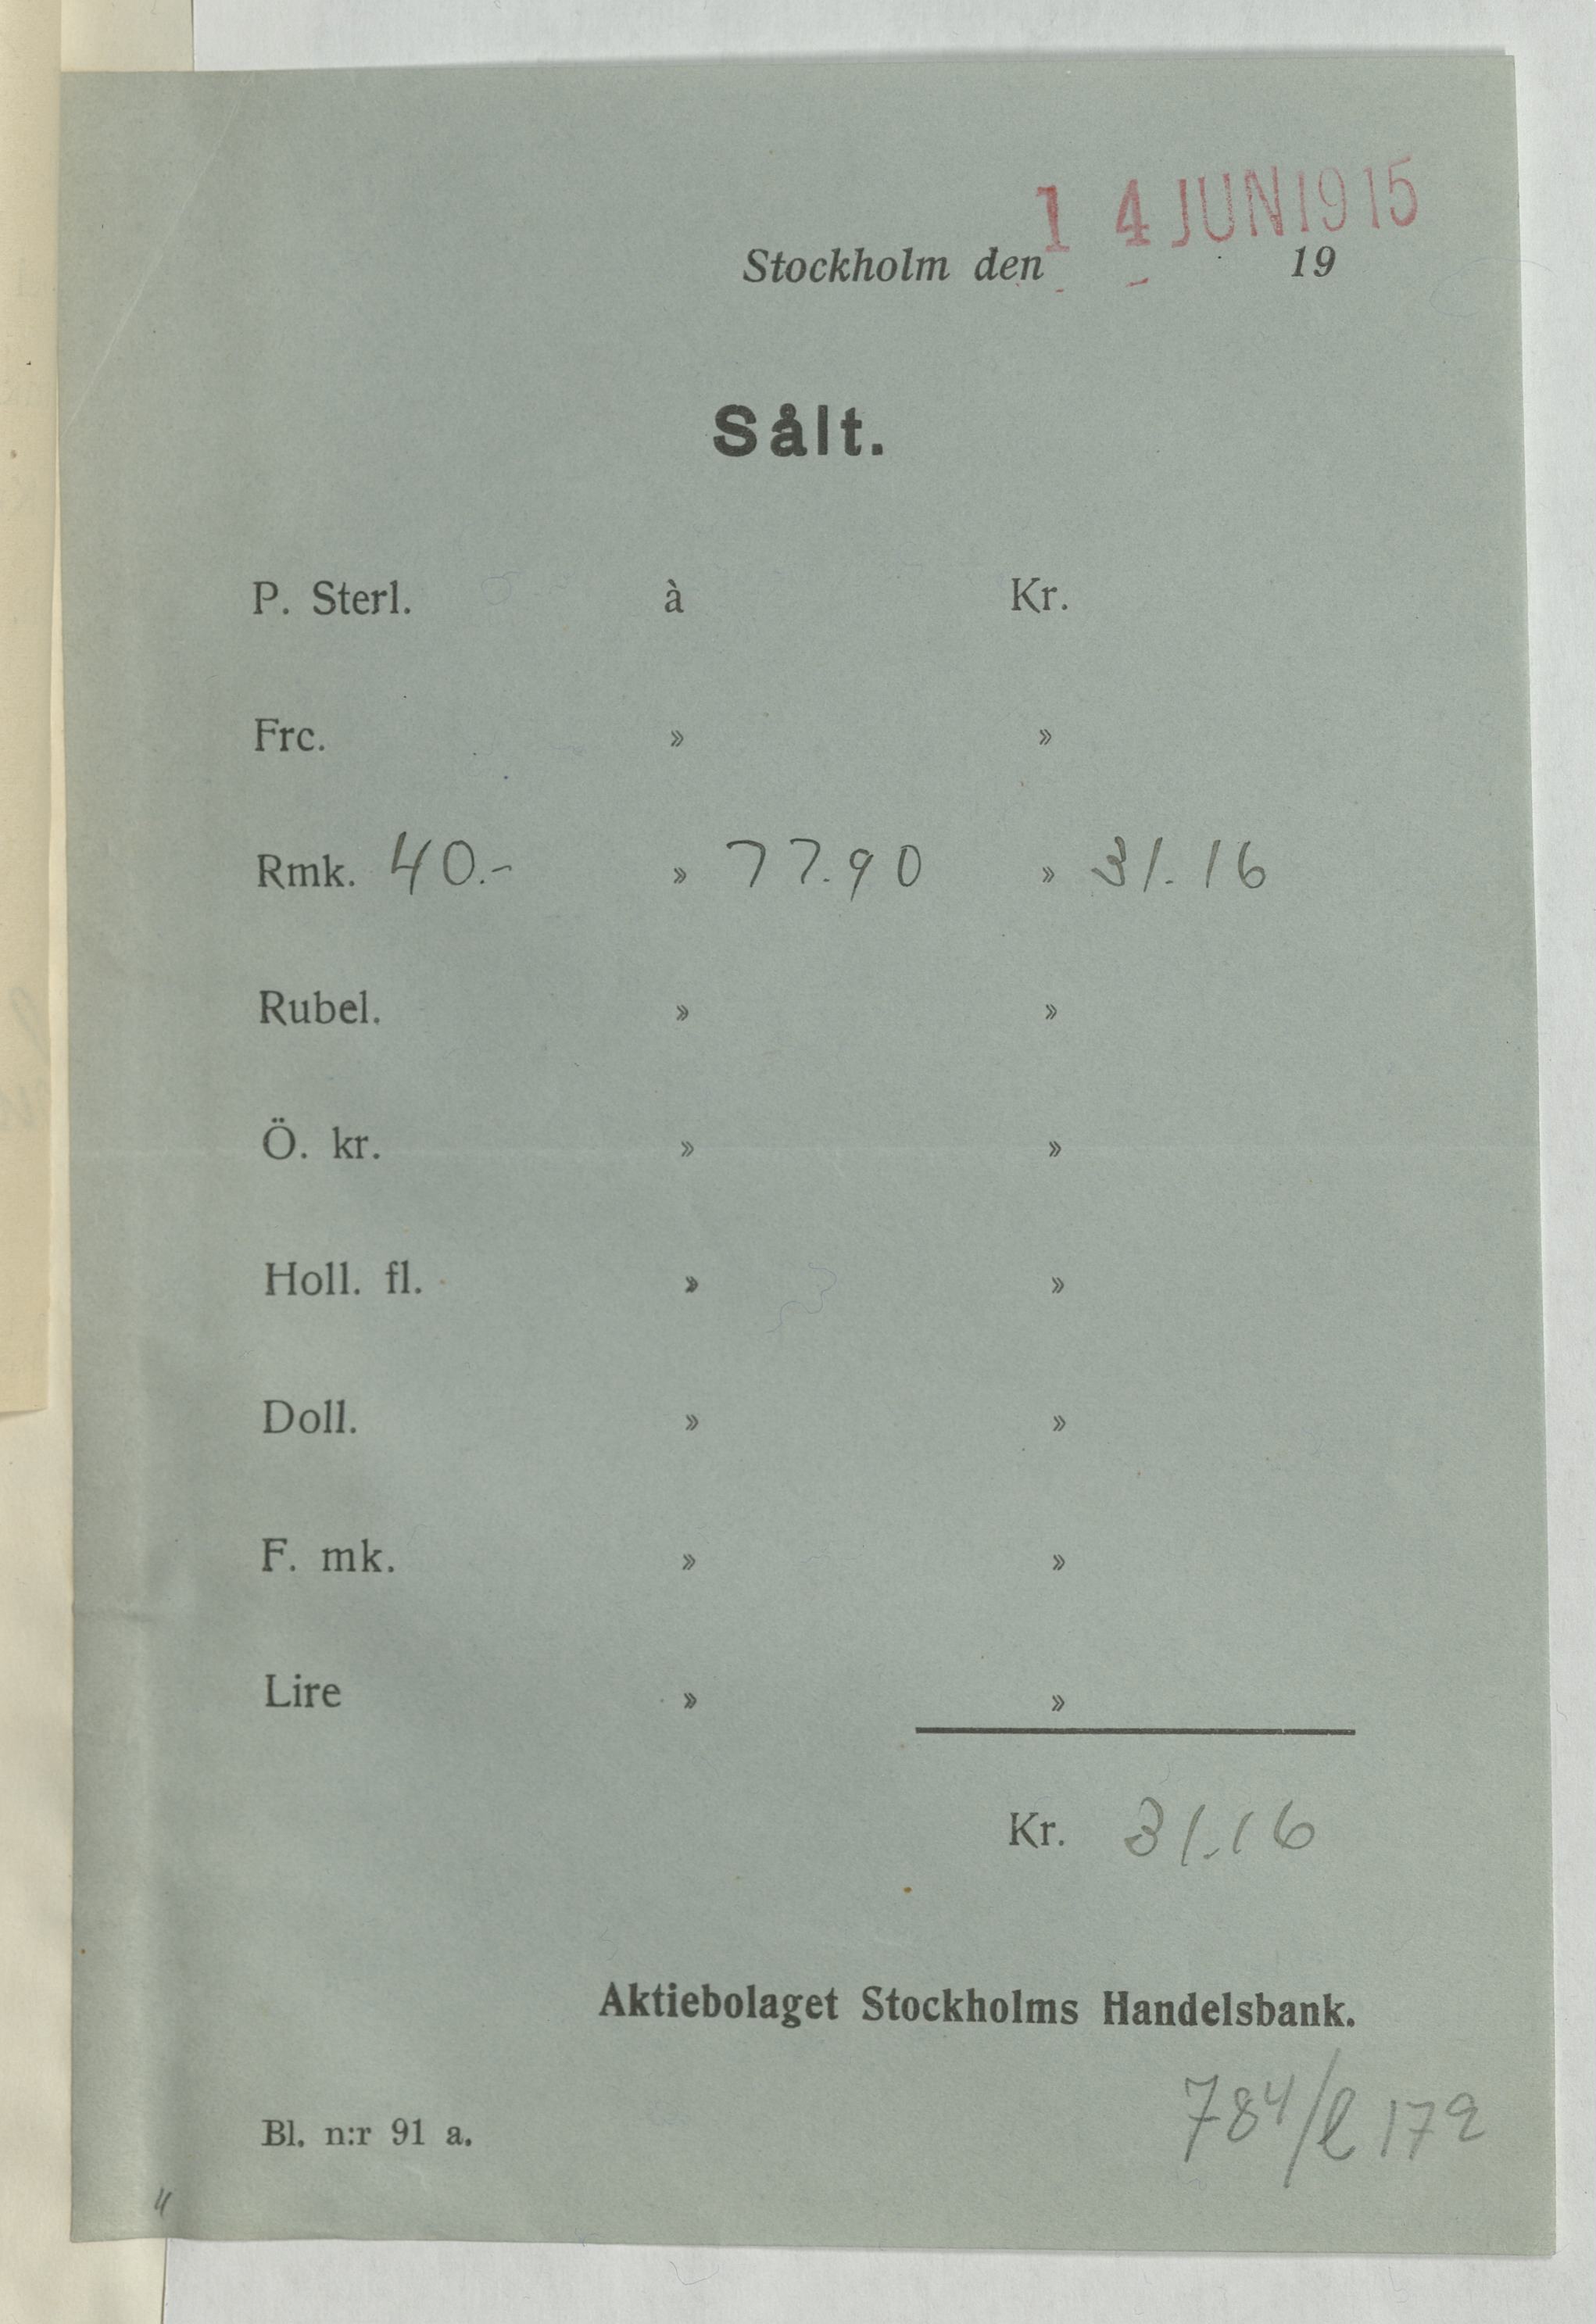 14 JUN 1915
Stockholm den 19
Sålt.
P. Sterl. à Kr.
Frc. » »
Rmk. 40.- » 77.90 » 31.16
Rubel. » »
Ö. kr. » »
Holl. fl. » »
Doll. » »
F. mk. » »
Lire » »
Kr. 31.16
Aktiebolaget Stockholms Handelsbank.
784/l 172
Bl. n:r 91 a.